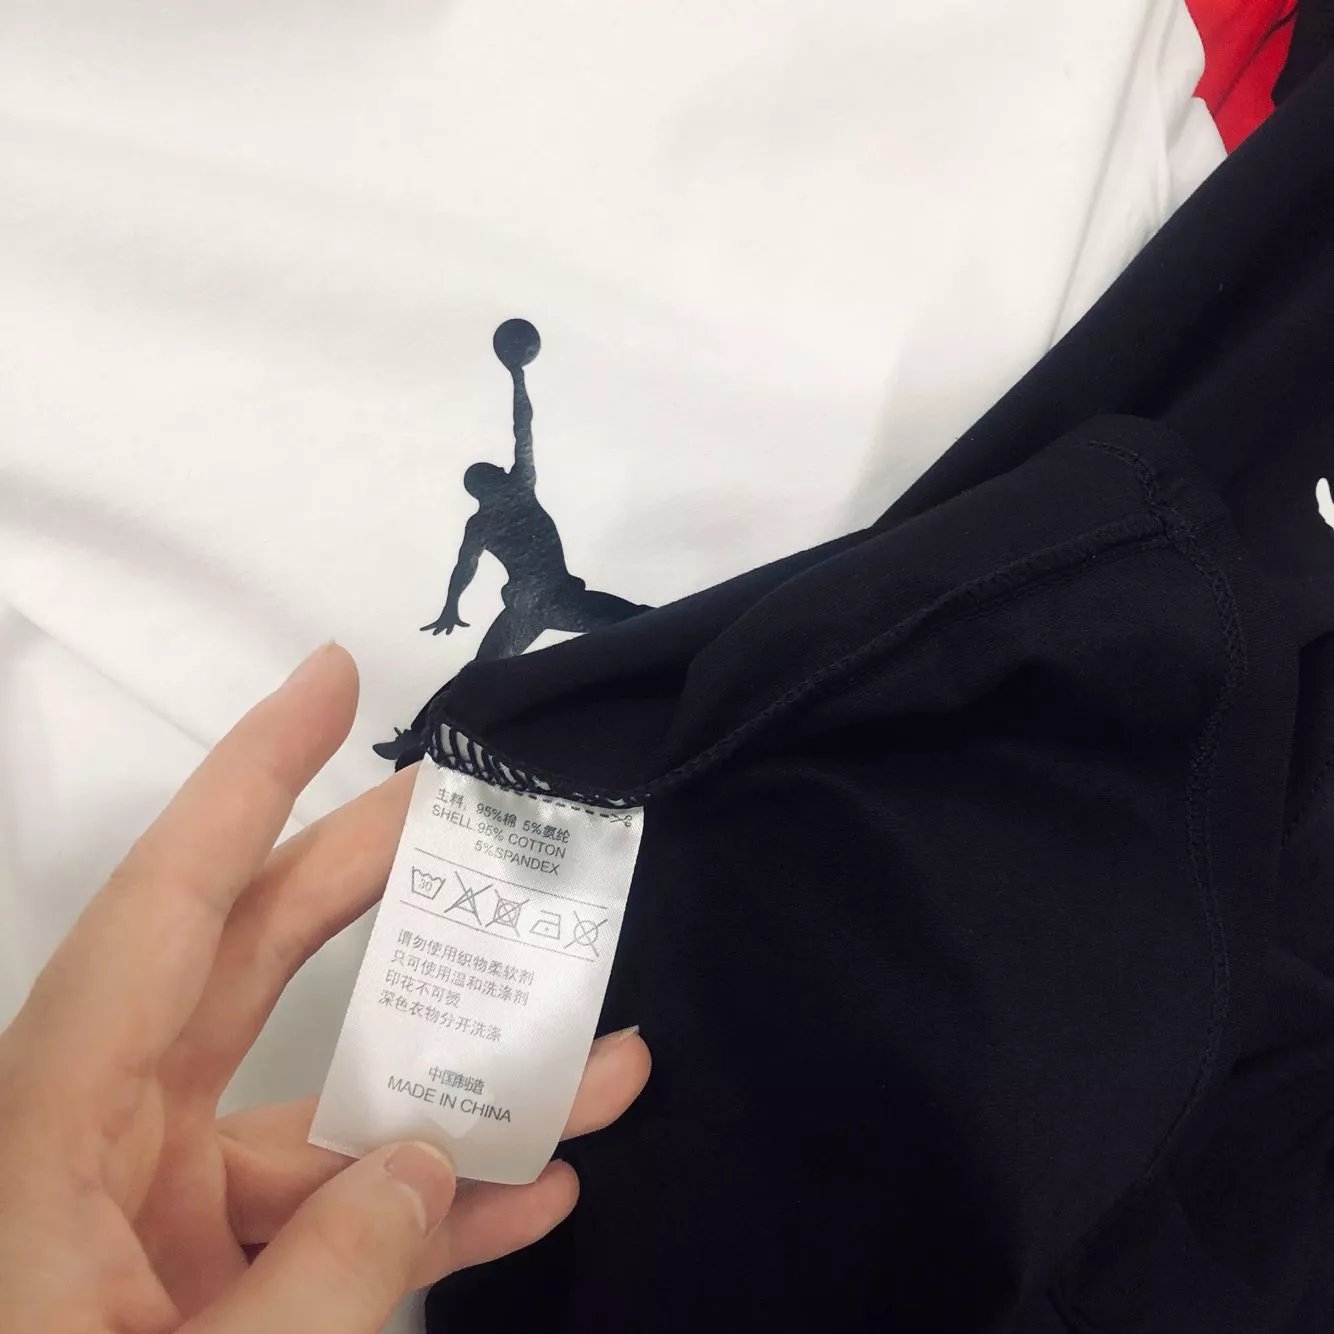 主料：95%棉 5%氨纶
SHELL:95% COTTON
5%SPANDEX
30
请勿使用织物柔软剂
只可使用温和洗涤剂
印花不可烫
深色衣物分开洗涤
中国制造
MADE IN CHINA